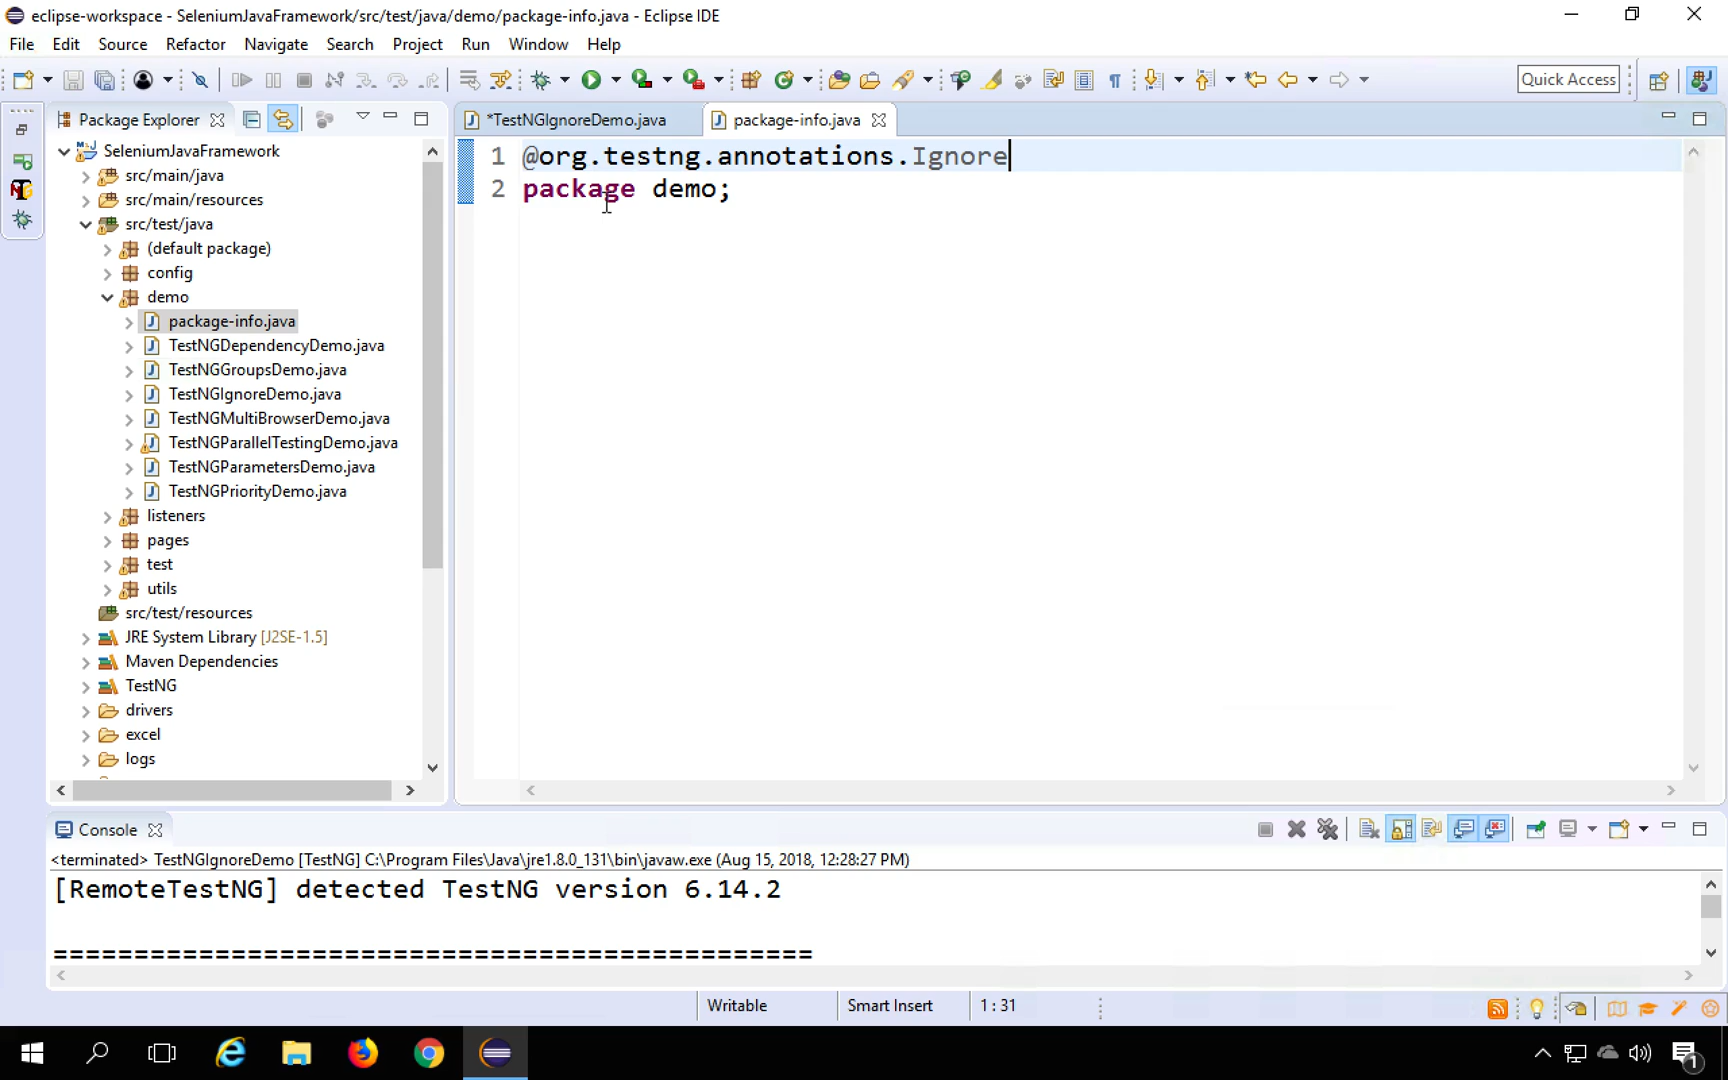 eclipse-workspace - SeleniumJavaFramework/src/test/java/demo/package-info.java - Eclipse IDE
File Edit Source Refactor Navigate Search Project Run Window Help
Quick Access
Package Explorer
SeleniumJavaFramework
src/main/java
src/main/resources
src/test/java
(default package)
config
demo
package-info.java
TestNGDependencyDemo.java
TestNGGroupsDemo.java
TestNGIgnoreDemo.java
TestNGMultiBrowserDemo.java
TestNGParallelTestingDemo.java
TestNGParametersDemo.java
TestNGPriorityDemo.java
listeners
pages
test
utils
src/test/resources
JRE System Library [J2SE-1.5]
Maven Dependencies
TestNG
drivers
excel
logs
*TestNGIgnoreDemo.java package-info.java
1 @org.testng.annotations.Ignore
2 package demo;
Console
<terminated> TestNGIgnoreDemo [TestNG] C:\Program Files\Java\jre1.8.0_131\bin\javaw.exe (Aug 15, 2018, 12:28:27 PM)
[RemoteTestNG] detected TestNG version 6.14.2
===============================================
Writable Smart Insert 1 : 31
1